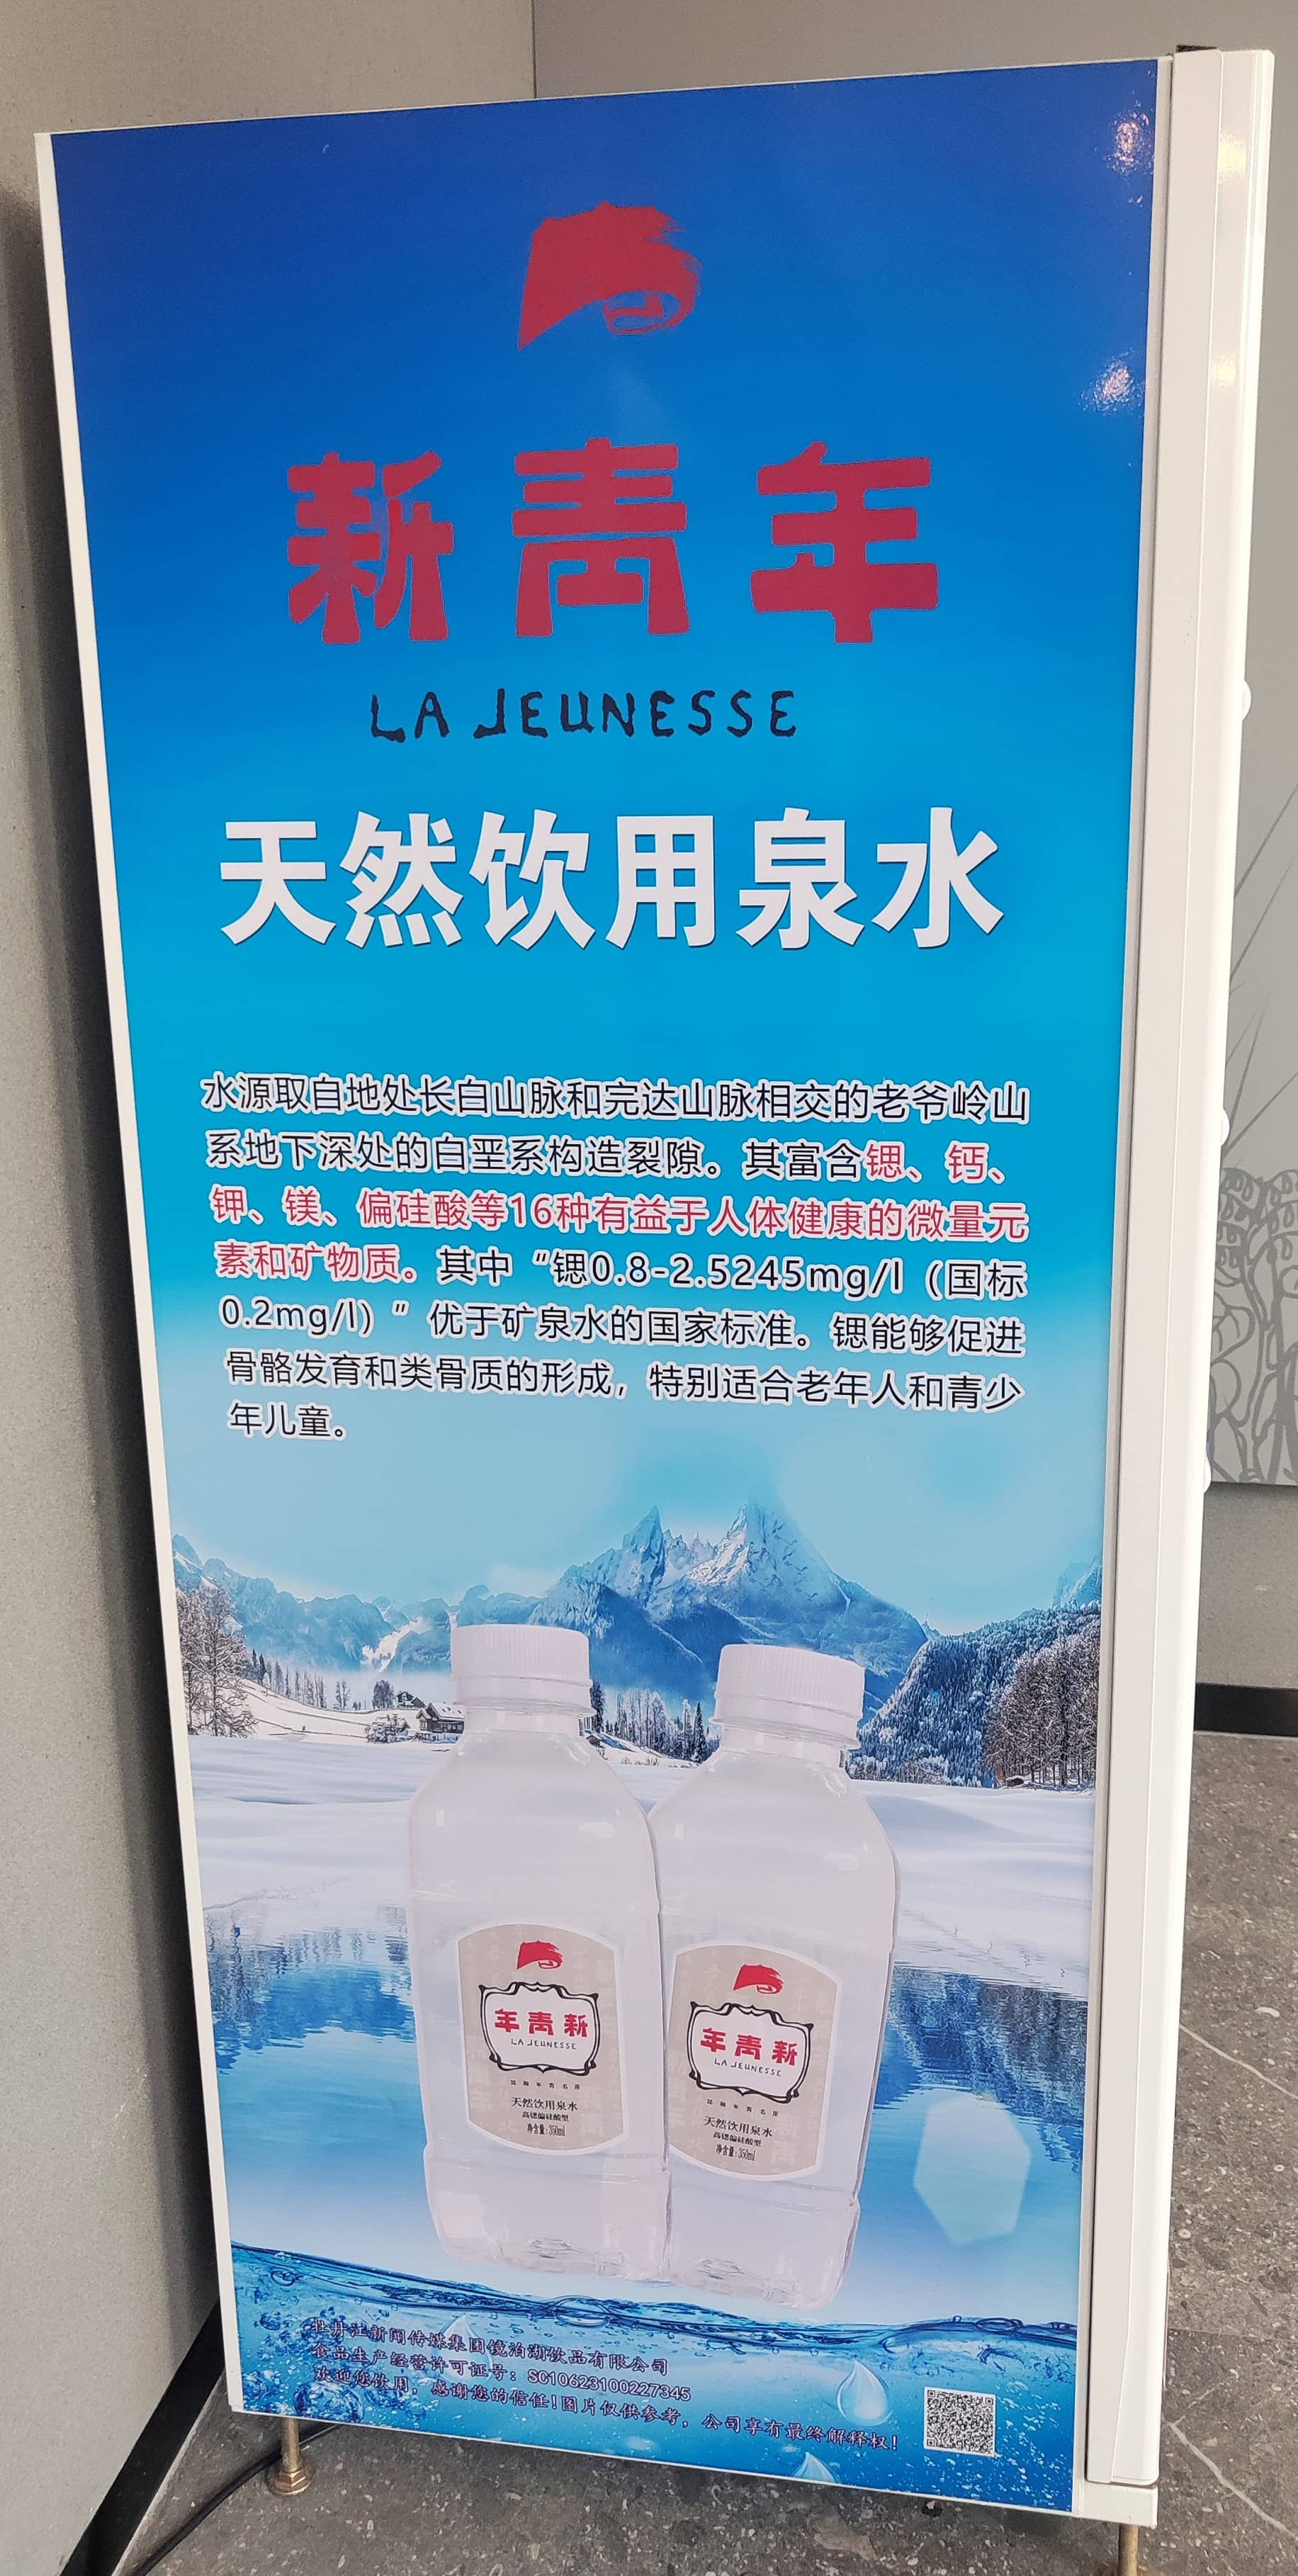 新青年
LA JEUNESSE
天然饮用泉水
水源取自地处长白山脉和完达山脉相交的老爷岭山
系地下深处的白垩系构造裂隙。其富含锶、钙、
钾、镁、偏硅酸等16种有益于人体健康的微量元
素和矿物质。其中“锶0.8-2.5245mg/l（国标
0.2mg/l）”优于矿泉水的国家标准。锶能够促进
骨骼发育和类骨质的形成，特别适合老年人和青少
年儿童。
年青新
LA JEUNESSE
天然饮用泉水
高锶偏硅酸型
净含量:350ml
年青新
LA JEUNESSE
天然饮用泉水
高锶偏硅酸型
净含量:350ml
牡丹江新闻传媒集团镜泊湖饮品有限公司
食品生产经营许可证号：SC10623100227345
欢迎您饮用，感谢您的信任！图片仅供参考，公司享有最终解释权！